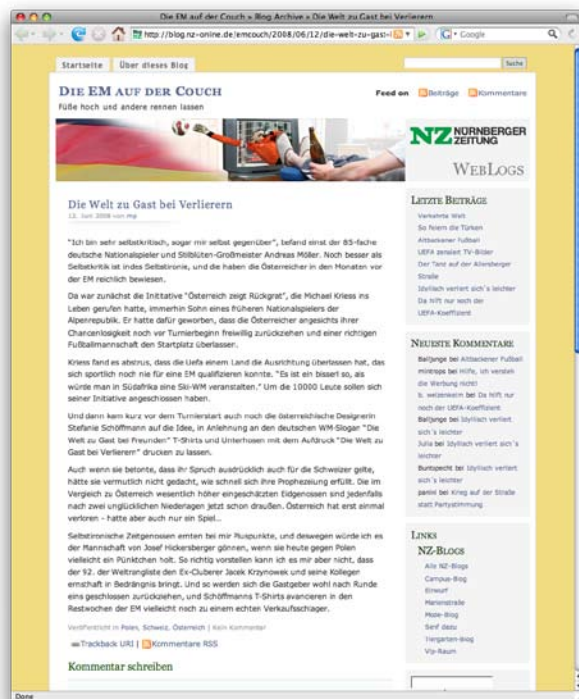 Die EM auf der Couch » Blog Archive » Die Welt zu Gast bei Verlierern
http://blog.nz-online.de/emcouch/2008/06/12/die-welt-zu-gast-
Google
Startseite Über dieses Blog
Suche
DIE EM AUF DER COUCH
Füße hoch und andere rennen lassen
Feed on Beiträge Kommentare
NZ NÜRNBERGER
ZEITUNG
WEBLOGS
Die Welt zu Gast bei Verlierern
12. Juni 2008 von mp
"Ich bin sehr selbstkritisch, sogar mir selbst gegenüber", befand einst der 85-fache
deutsche Nationalspieler und Stilblüten-Großmeister Andreas Möller. Noch besser als
Selbstkritik ist indes Selbstironie, und die haben die Österreicher in den Monaten vor
der EM reichlich bewiesen.
Da war zunächst die Initiative "Österreich zeigt Rückgrat", die Michael Kriess ins
Leben gerufen hatte, immerhin Sohn eines früheren Nationalspielers der
Alpenrepublik. Er hatte dafür geworben, dass die Österreicher angesichts ihrer
Chancenlosigkeit noch vor Turnierbeginn freiwillig zurückziehen und einer richtigen
Fußballmannschaft den Startplatz überlassen.
Kriess fand es abstrus, dass die Uefa einem Land die Ausrichtung überlassen hat, das
sich sportlich noch nie für eine EM qualifizieren konnte. "Es ist ein bissert so, als
würde man in Südafrika eine Ski-WM veranstalten." Um die 10000 Leute sollen sich
seiner Initiative angeschlossen haben.
Und dann kam kurz vor dem Turnierstart auch noch die österreichische Designerin
Stefanie Schöffmann auf die Idee, in Anlehnung an den deutschen WM-Slogan "Die
Welt zu Gast bei Freunden" T-Shirts und Unterhosen mit dem Aufdruck "Die Welt zu
Gast bei Verlierern" drucken zu lassen.
Auch wenn sie betonte, dass ihr Spruch ausdrücklich auch für die Schweizer gelte,
hätte sie vermutlich nicht gedacht, wie schnell sich ihre Prophezeiung erfüllt. Die im
Vergleich zu Österreich wesentlich höher eingeschätzten Eidgenossen sind jedenfalls
nach zwei unglücklichen Niederlagen jetzt schon draußen. Österreich hat erst einmal
verloren - hatte aber auch nur ein Spiel...
Selbstironische Zeitgenossen ernten bei mir Pluspunkte, und deswegen würde ich es
der Mannschaft von Josef Hickersberger gönnen, wenn sie heute gegen Polen
vielleicht ein Pünktchen holt. So richtig vorstellen kann ich es mir aber nicht, dass
der 92. der Weltrangliste den Ex-Cluberer Jacek Krzynowek und seine Kollegen
ernsthaft in Bedrängnis bringt. Und so werden sich die Gastgeber wohl nach Runde
eins geschlossen zurückziehen, und Schöffmanns T-Shirts avancieren in den
Restwochen der EM vielleicht noch zu einem echten Verkaufsschlager.
Veröffentlicht in Polen, Schweiz, Österreich | Kein Kommentar
Trackback URI | Kommentare RSS
Kommentar schreiben
LETZTE BEITRÄGE
Verkehrte Welt
So feiern die Türken
Altbackener Fußball
UEFA zensiert TV-Bilder
Der Tanz auf der Allersberger
Straße
Idyllisch verliert sich's leichter
Da hilft nur noch der
UEFA-Koeffizient
NEUESTE KOMMENTARE
Balljunge bei Altbackener Fußball
mintrops bei Hilfe, ich versteh
die Werbung nicht!
b. weizenkeim bei Da hilft nur
noch der UEFA-Koeffizient
Balljunge bei Idyllisch verliert
sich's leichter
Julia bei Idyllisch verliert sich's
leichter
Buntspecht bei Idyllisch verliert
sich's leichter
panini bei Krieg auf der Straße
statt Partystimmung
LINKS
NZ-BLOGS
Alle NZ-Blogs
Campus-Blog
Einwurf
Marienstraße
Mode-Blog
Senf dazu
Tiergarten-Blog
Vip-Raum
Done